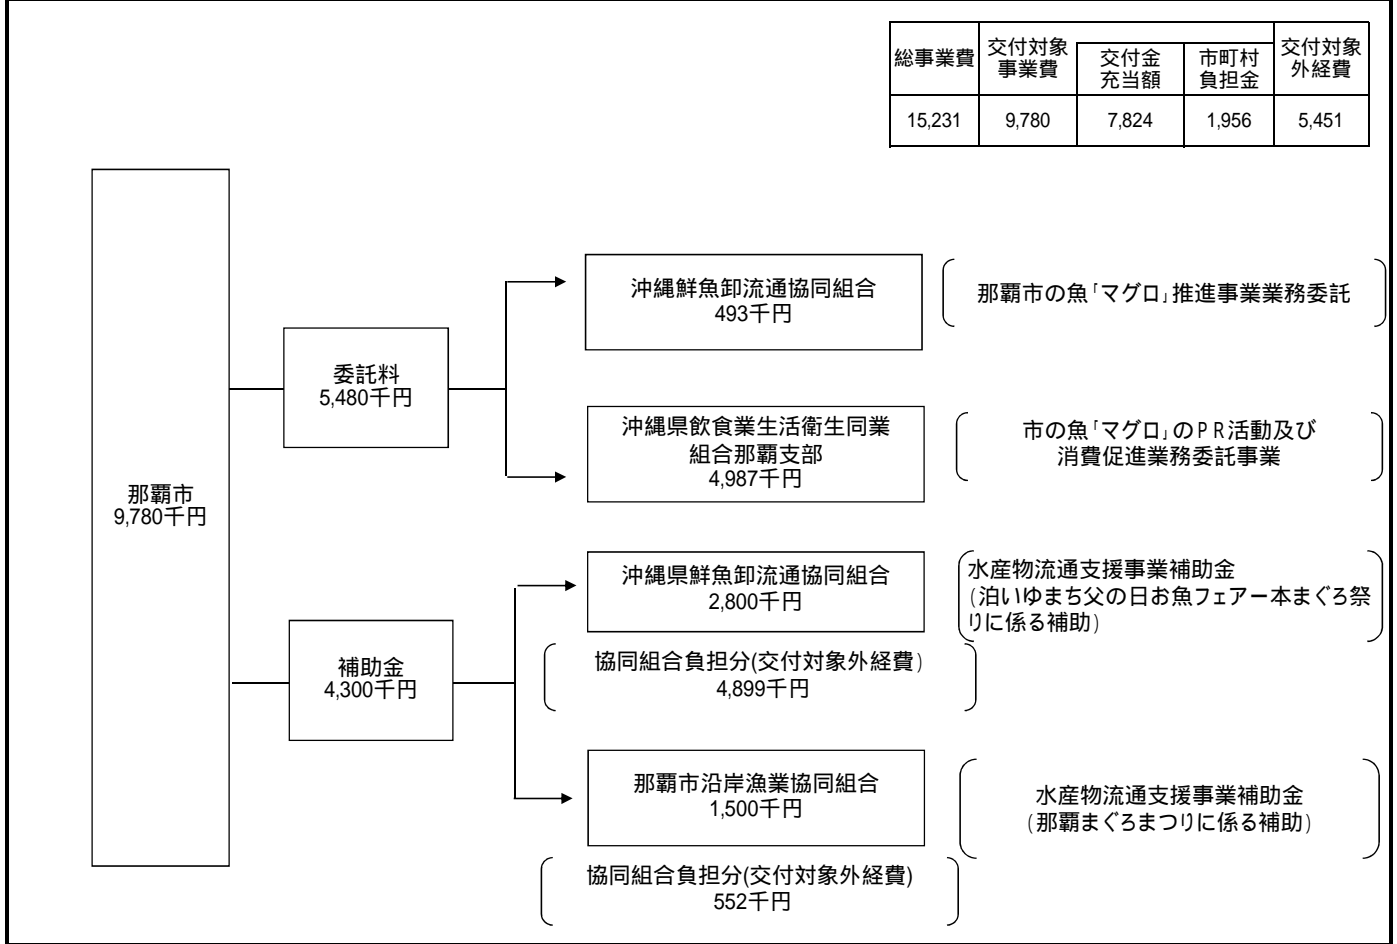 総事業費
交付対象
事業費
交付金
充当額
市町村
負担金
交付対象
外経費
15,231
9,780
7,824
1,956
5,451
那覇市
9,780千円
委託料
5,480千円
沖縄鮮魚卸流通協同組合
493千円
那覇市の魚「マグロ」推進事業業務委託
沖縄県飲食業生活衛生同業
組合那覇支部
4,987千円
市の魚「マグロ」のPR活動及び
消費促進業務委託事業
補助金
4,300千円
沖縄県鮮魚卸流通協同組合
2,800千円
水産物流通支援事業補助金
(泊いゆまち父の日お魚フェアー本まぐろ祭
りに係る補助)
協同組合負担分(交付対象外経費)
4,899千円
那覇市沿岸漁業協同組合
1,500千円
水産物流通支援事業補助金
(那覇まぐろまつりに係る補助)
協同組合負担分(交付対象外経費)
552千円